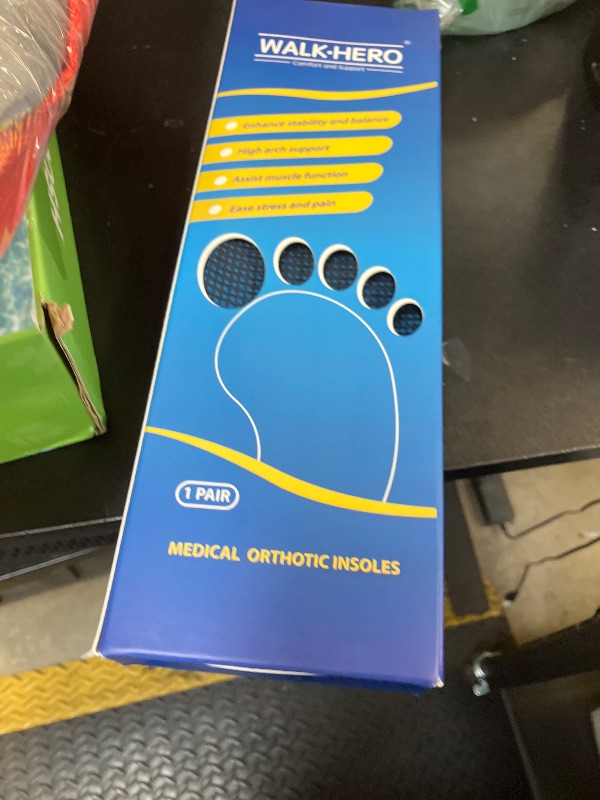 WALK·HERO®
Comfort and Support
Enhance stability and balance
High arch support
Assist muscle function
Ease stress and pain
1 PAIR
MEDICAL ORTHOTIC INSOLES